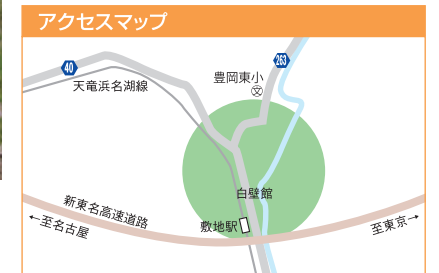 アクセスマップ
40
263
豊岡東小
文
天竜浜名湖線
白壁館
新東名高速道路
敷地駅
←至名古屋
至東京→